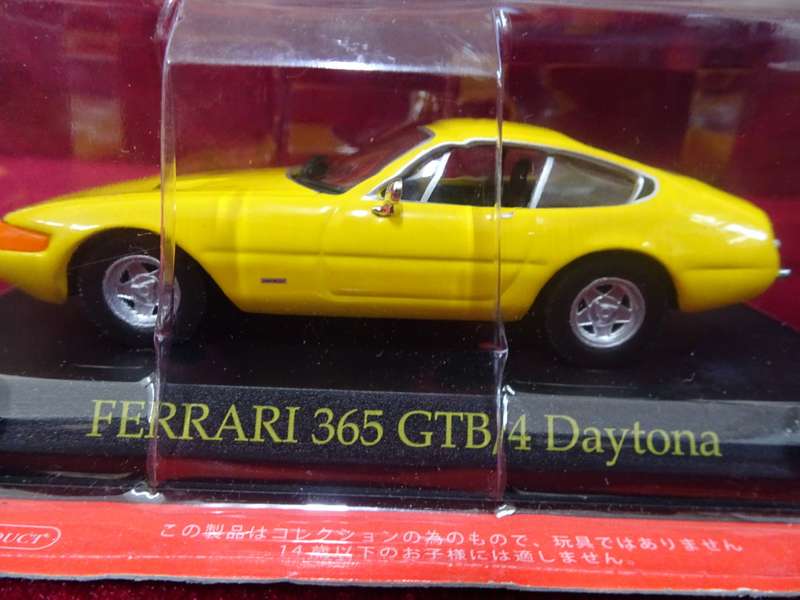 FERRARI 365 GTB/4 Daytona
DUCT
この製品はコレクションの為のもので、玩具ではありません
14歳以下のお子様には適しません。